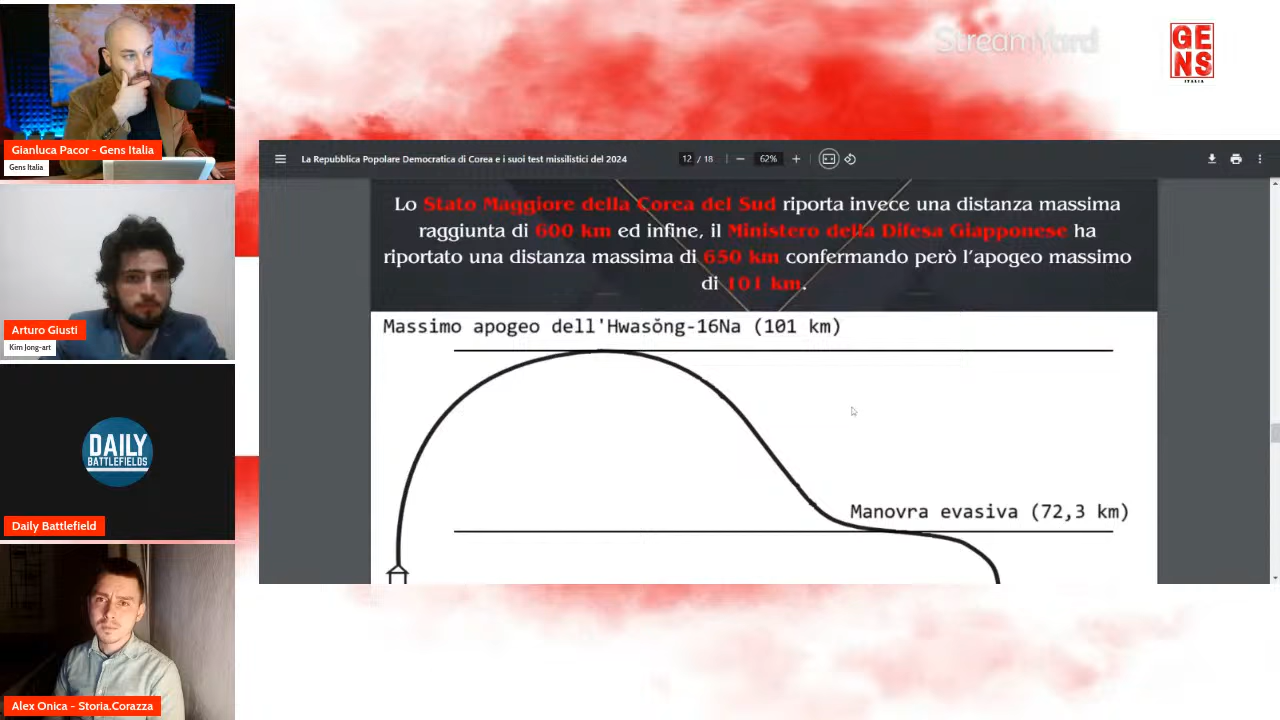 StreamYard
GE
NS
ITALIA
Gianluca Pacor - Gens Italia
Gens Italia
Arturo Giusti
Kim Jong-art
DAILY
BATTLEFIELDS
Daily Battlefield
Alex Onica - Storia.Corazza
La Repubblica Popolare Democratica di Corea e i suoi test missilistici del 2024
12 / 18
62%
Lo Stato Maggiore della Corea del Sud riporta invece una distanza massima
raggiunta di 600 km ed infine, il Ministero della Difesa Giapponese ha
riportato una distanza massima di 650 km confermando però l'apogeo massimo
di 101 km.
Massimo apogeo dell'Hwasŏng-16Na (101 km)
Manovra evasiva (72,3 km)